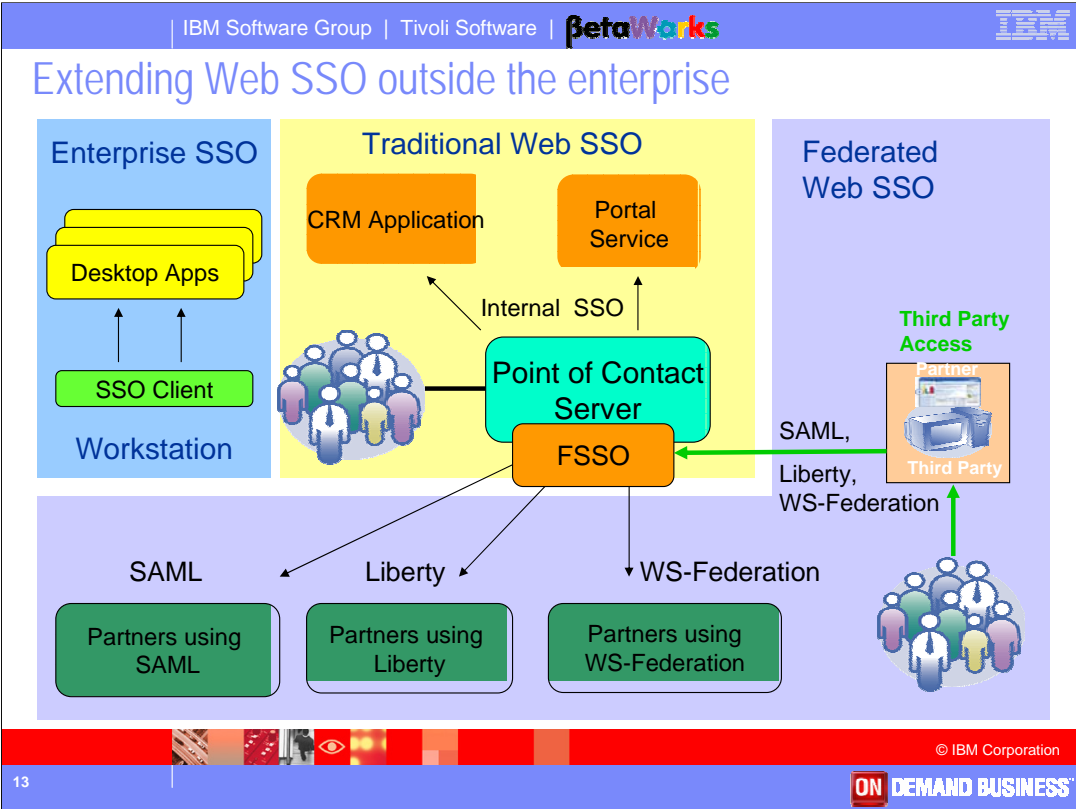 IBM Software Group | Tivoli Software | βetaWorks
IBM
Extending Web SSO outside the enterprise
Enterprise SSO
Desktop Apps
SSO Client
Workstation
Traditional Web SSO
CRM Application
Portal
Service
Internal SSO
Point of Contact
Server
FSSO
Federated
Web SSO
Third Party
Access
Partner
Third Party
SAML,
Liberty,
WS-Federation
SAML
Liberty
WS-Federation
Partners using
SAML
Partners using
Liberty
Partners using
WS-Federation
© IBM Corporation
13
ON DEMAND BUSINESS™